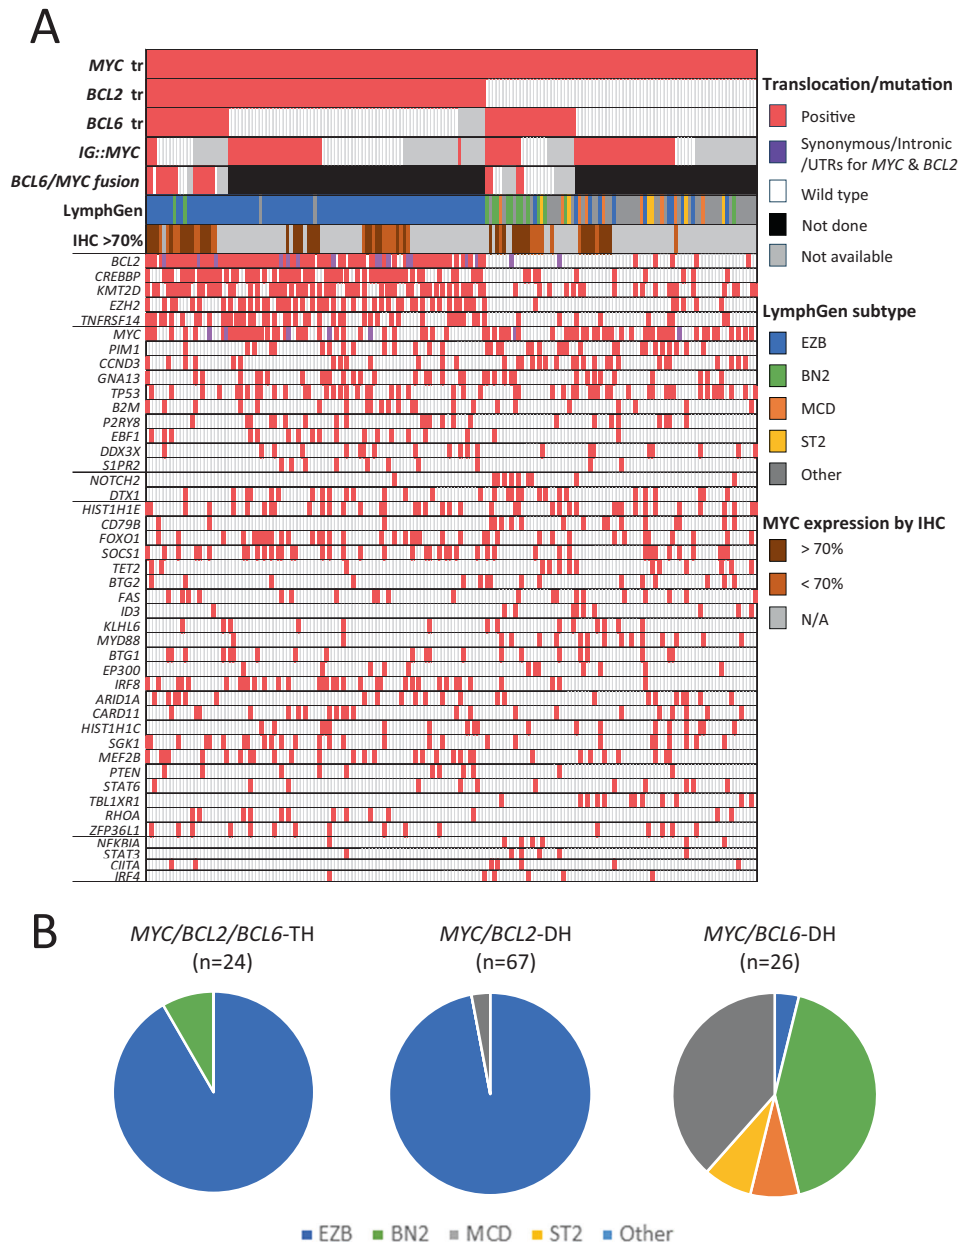 A
MYC tr
BCL2 tr
BCL6 tr
IG::MYC
BCL6/MYC fusion
LymphGen
IHC >70%
BCL2
CREBBP
KMT2D
EZH2
TNFRSF14
MYC
PIM1
CCND3
GNA13
TP53
B2M
P2RY8
EBF1
DDX3X
S1PR2
NOTCH2
DTX1
HIST1H1E
CD79B
FOXO1
SOCS1
TET2
BTG2
FAS
ID3
KLHL6
MYD88
BTG1
EP300
IRF8
ARID1A
CARD11
HIST1H1C
SGK1
MEF2B
PTEN
STAT6
TBL1XR1
RHOA
ZFP36L1
NFKBIA
STAT3
CIITA
IRF4
Translocation/mutation
Positive
Synonymous/Intronic
/UTRs for MYC & BCL2
Wild type
Not done
Not available
LymphGen subtype
EZB
BN2
MCD
ST2
Other
MYC expression by IHC
> 70%
< 70%
N/A
B
MYC/BCL2/BCL6-TH
(n=24)
MYC/BCL2-DH
(n=67)
MYC/BCL6-DH
(n=26)
EZB BN2 MCD ST2 Other